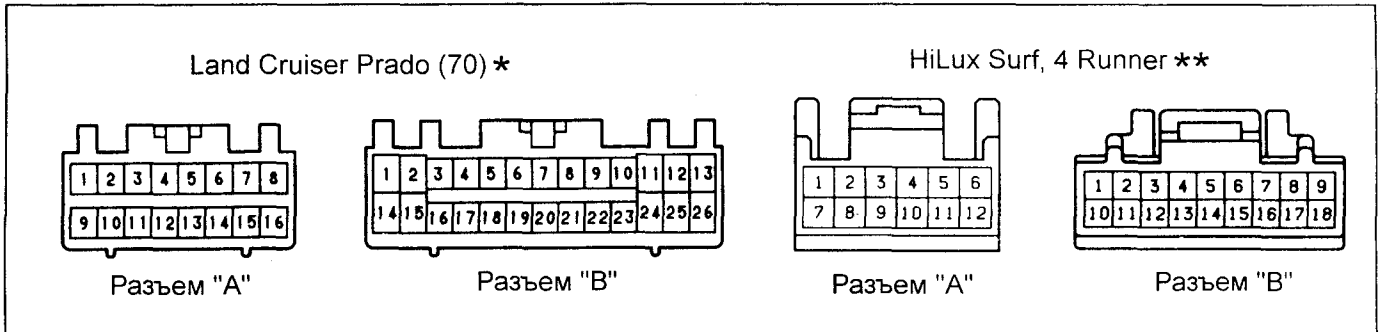 Land Cruiser Prado (70) *
HiLux Surf, 4 Runner **
1 2 3 4 5 6 7 8
9 10 11 12 13 14 15 16
Разъем "A"
1 2 3 4 5 6 7 8 9 10 11 12 13
14 15 16 17 18 19 20 21 22 23 24 25 26
Разъем "B"
1 2 3 4 5 6
7 8 9 10 11 12
Разъем "A"
1 2 3 4 5 6 7 8 9
10 11 12 13 14 15 16 17 18
Разъем "B"